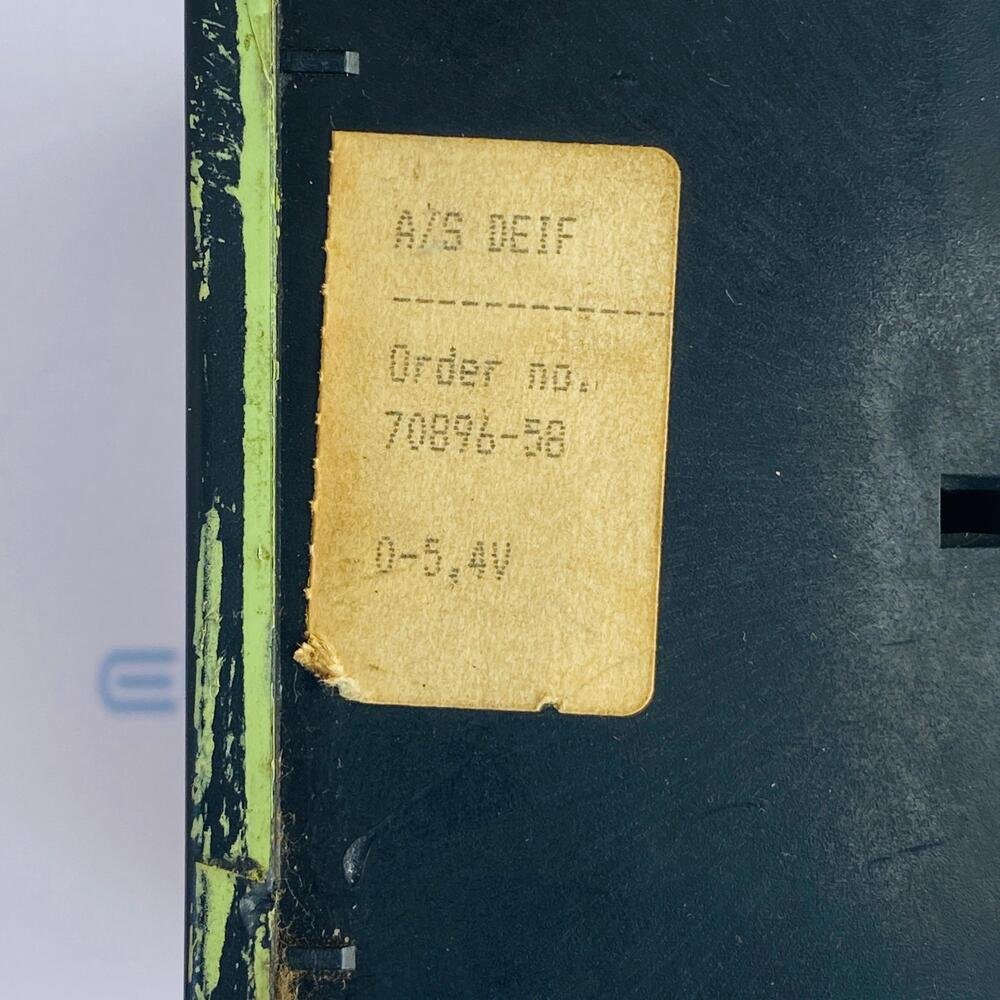 A/S DEIF
-------------
Order no.
70896-58
0-5,4V